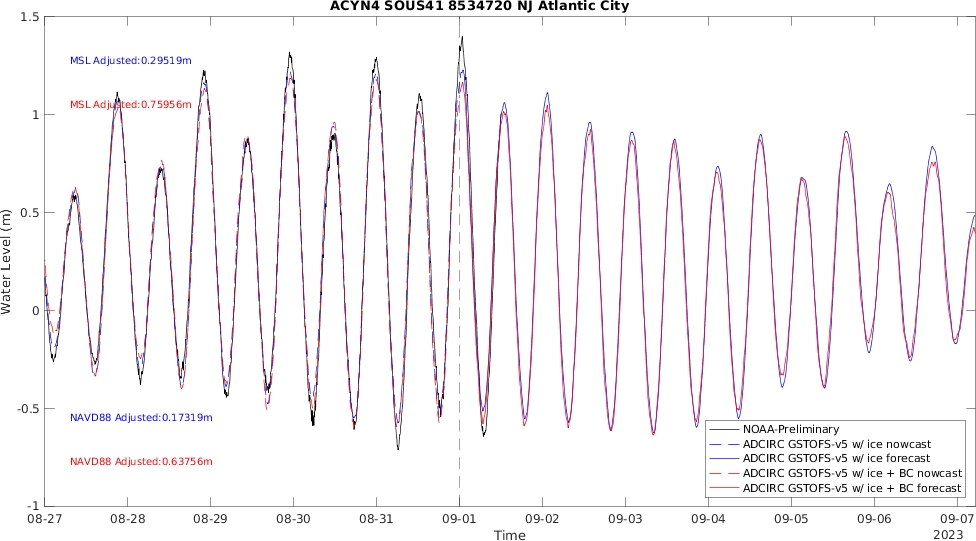 ACYN4 SOUS41 8534720 NJ Atlantic City
1.5
1
0.5
0
-0.5
-1
Water Level (m)
MSL Adjusted:0.29519m
MSL Adjusted:0.75956m
NAVD88 Adjusted:0.17319m
NAVD88 Adjusted:0.63756m
NOAA-Preliminary
ADCIRC GSTOFS-v5 w/ ice nowcast
ADCIRC GSTOFS-v5 w/ ice forecast
ADCIRC GSTOFS-v5 w/ ice + BC nowcast
ADCIRC GSTOFS-v5 w/ ice + BC forecast
08-27 08-28 08-29 08-30 08-31 09-01 09-02 09-03 09-04 09-05 09-06 09-07
Time
2023